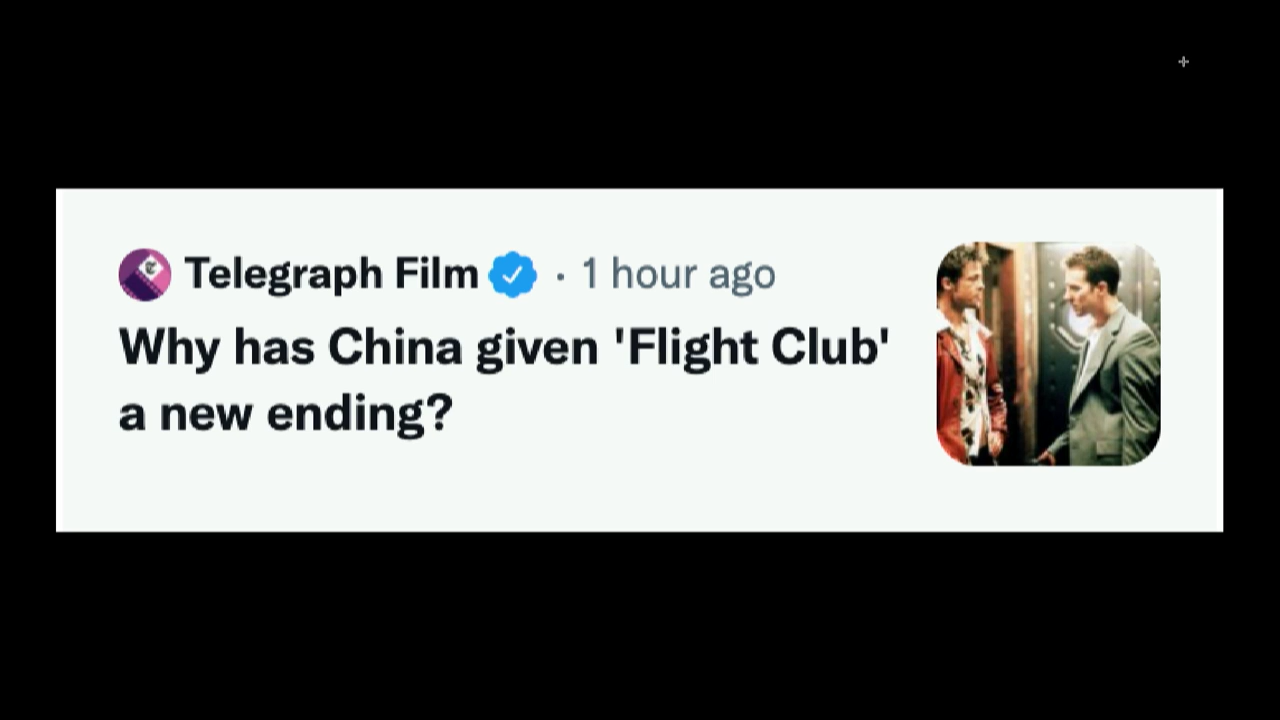 Telegraph Film · 1 hour ago
Why has China given 'Flight Club'
a new ending?